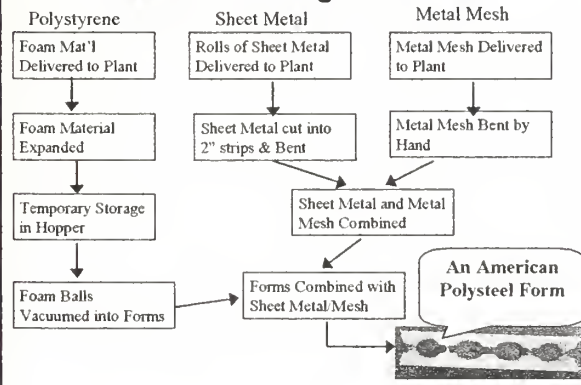 Polystyrene
Sheet Metal
Metal Mesh
Foam Mat'l
Delivered to Plant
Rolls of Sheet Metal
Delivered to Plant
Metal Mesh Delivered
to Plant
Foam Material
Expanded
Sheet Metal cut into
2" strips & Bent
Metal Mesh Bent by
Hand
Temporary Storage
in Hopper
Sheet Metal and Metal
Mesh Combined
Foam Balls
Vacuumed into Forms
Forms Combined with
Sheet Metal/Mesh
An American
Polysteel Form